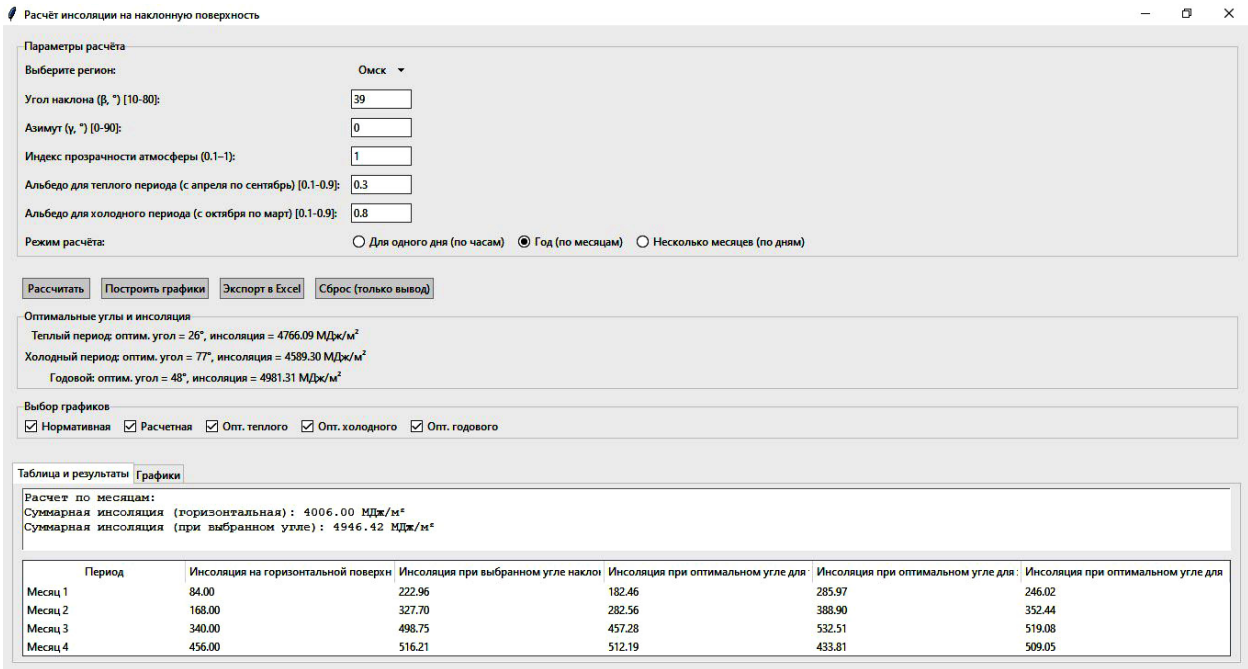 Расчёт инсоляции на наклонную поверхность
Параметры расчёта
Выберите регион: Омск
Угол наклона (β, °) [10-80]: 39
Азимут (γ, °) [0-90]: 0
Индекс прозрачности атмосферы (0.1–1): 1
Альбедо для теплого периода (с апреля по сентябрь) [0.1-0.9]: 0.3
Альбедо для холодного периода (с октября по март) [0.1-0.9]: 0.8
Режим расчёта: Для одного дня (по часам) Год (по месяцам) Несколько месяцев (по дням)
Рассчитать Построить графики Экспорт в Excel Сброс (только вывод)
Оптимальные углы и инсоляция
Теплый период: оптим. угол = 26°, инсоляция = 4766.09 МДж/м²
Холодный период: оптим. угол = 77°, инсоляция = 4589.30 МДж/м²
Годовой: оптим. угол = 48°, инсоляция = 4981.31 МДж/м²
Выбор графиков
Нормативная Расчетная Опт. теплого Опт. холодного Опт. годового
Таблица и результаты Графики
Расчет по месяцам:
Суммарная инсоляция (горизонтальная): 4006.00 МДж/м²
Суммарная инсоляция (при выбранном угле): 4946.42 МДж/м²
Период Инсоляция на горизонтальной поверхн Инсоляция при выбранном угле накло Инсоляция при оптимальном угле для Инсоляция при оптимальном угле для Инсоляция при оптимальном угле для
Месяц 1 84.00 222.96 182.46 285.97 246.02
Месяц 2 168.00 327.70 282.56 388.90 352.44
Месяц 3 340.00 498.75 457.28 532.51 519.08
Месяц 4 456.00 516.21 512.19 433.81 509.05